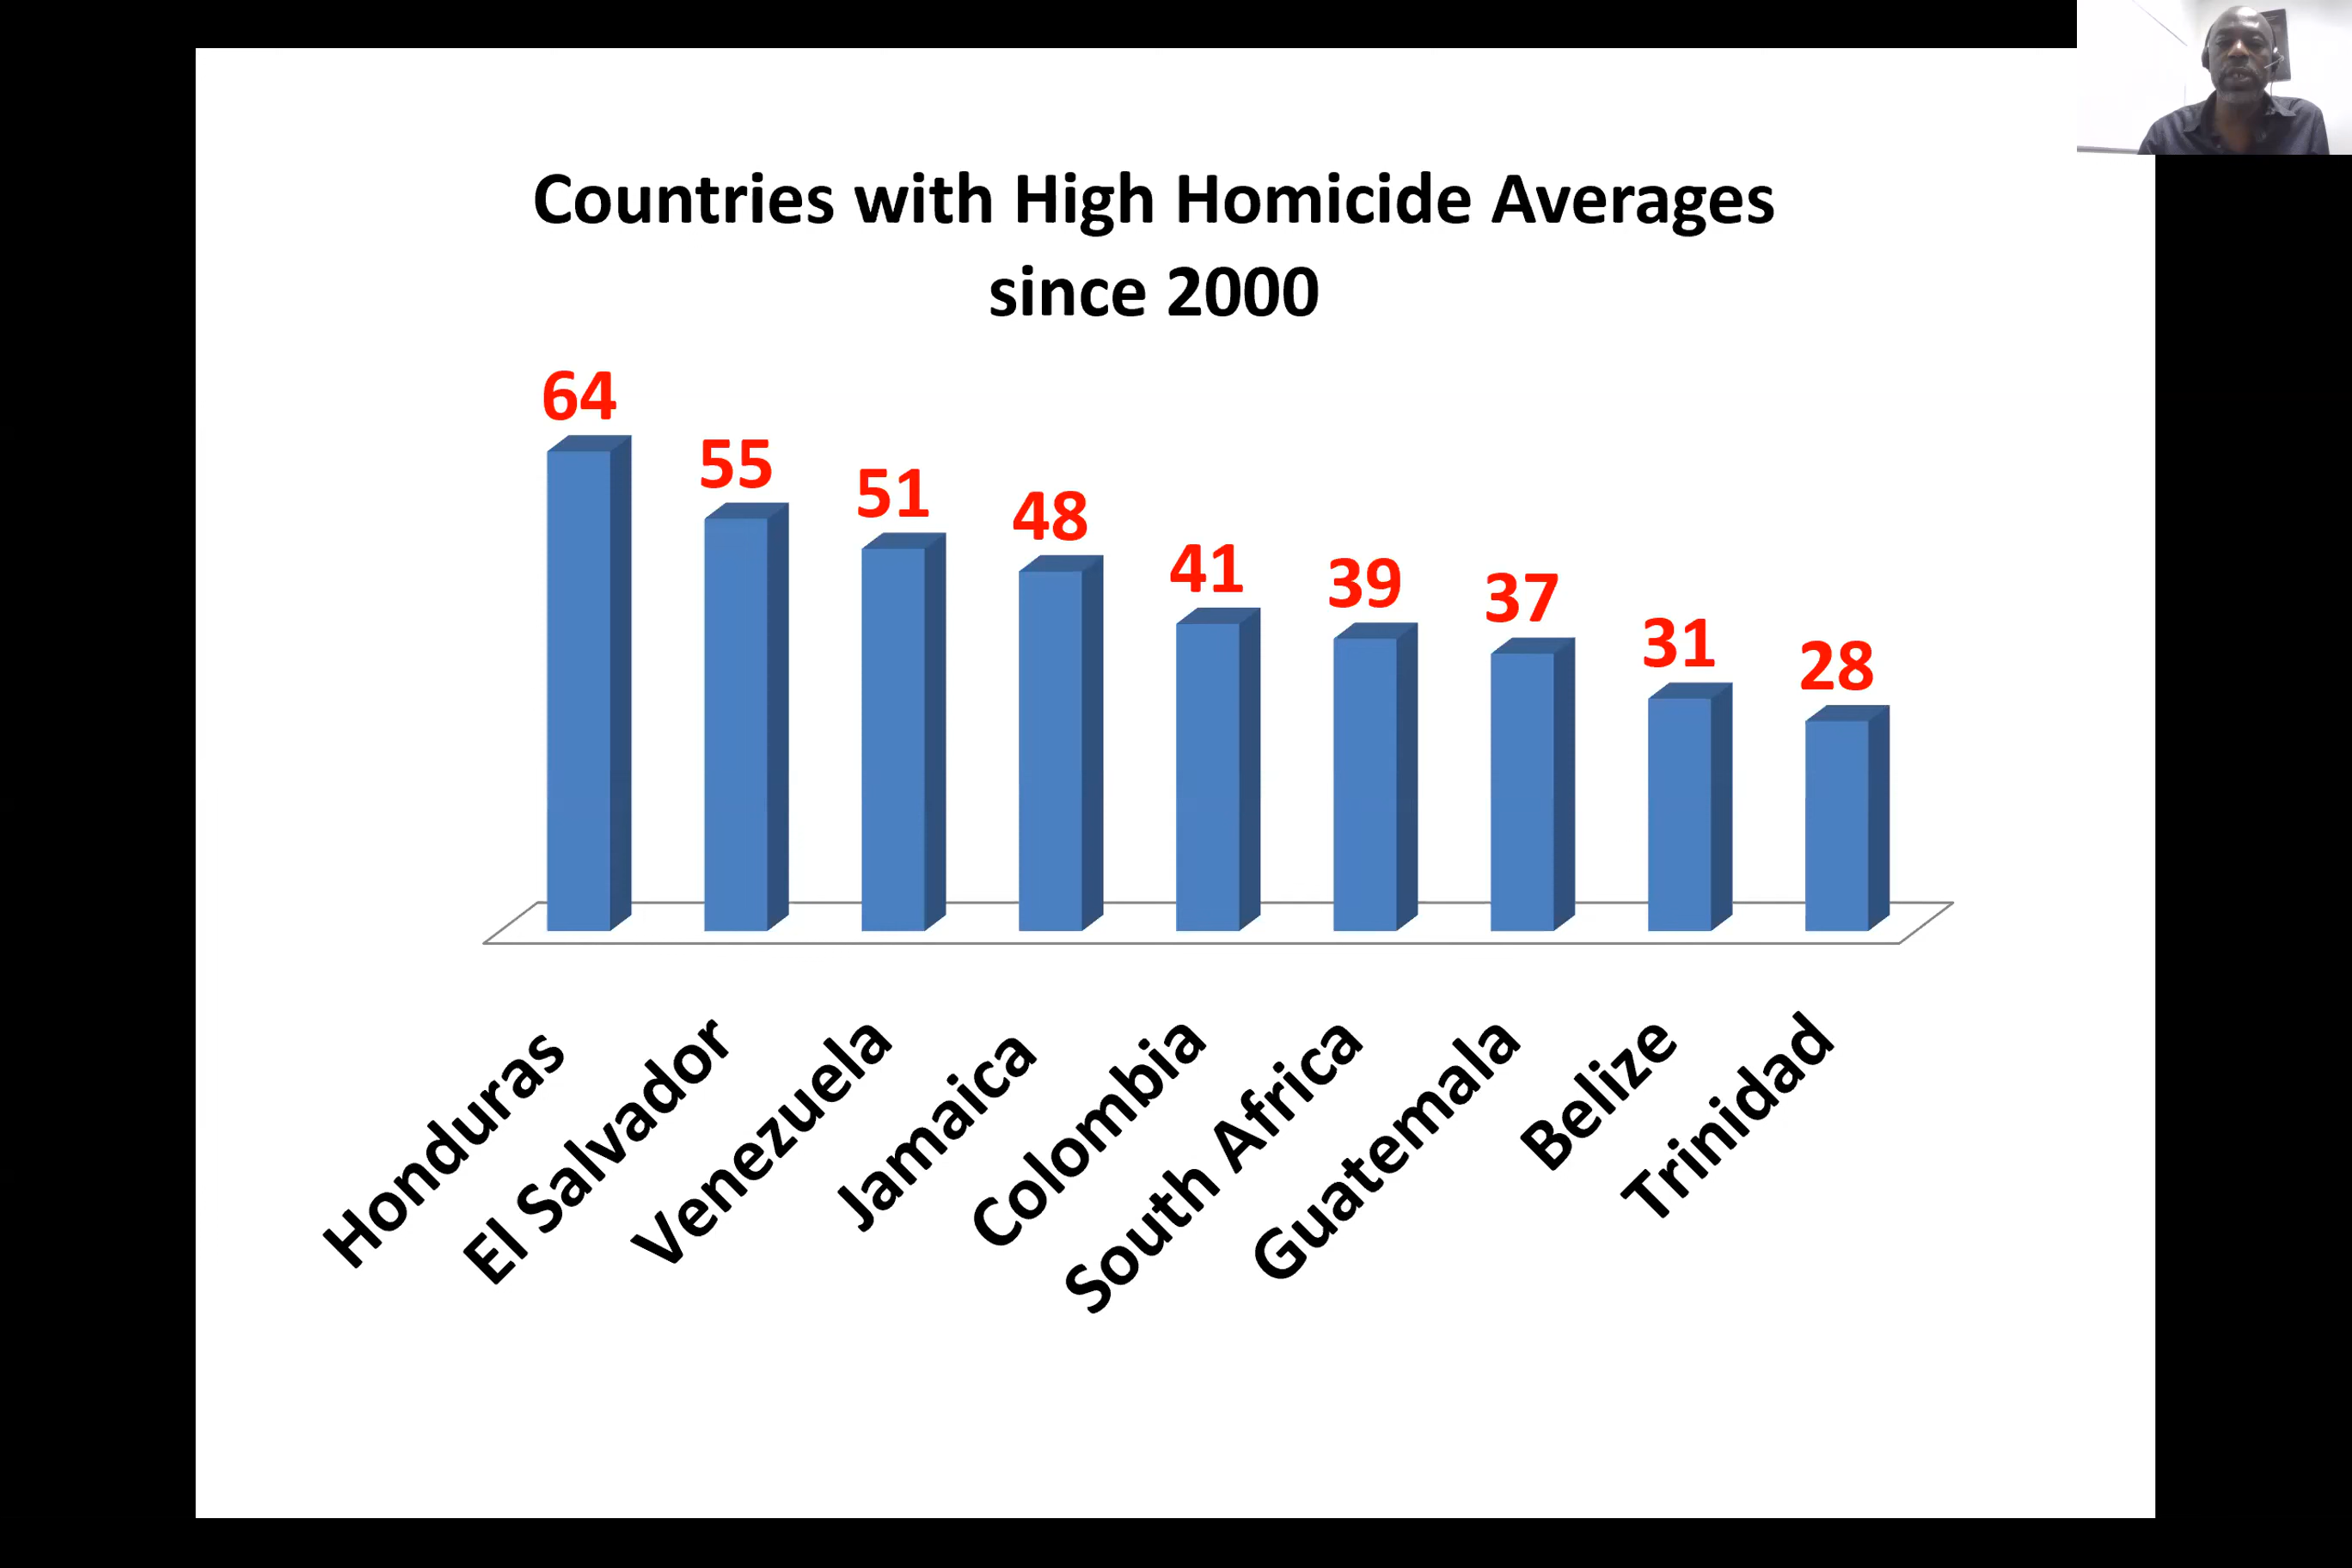 Countries with High Homicide Averages
since 2000
64
55
51
48
41
39
37
31
28
Honduras
El Salvador
Venezuela
Jamaica
Colombia
South Africa
Guatemala
Belize
Trinidad